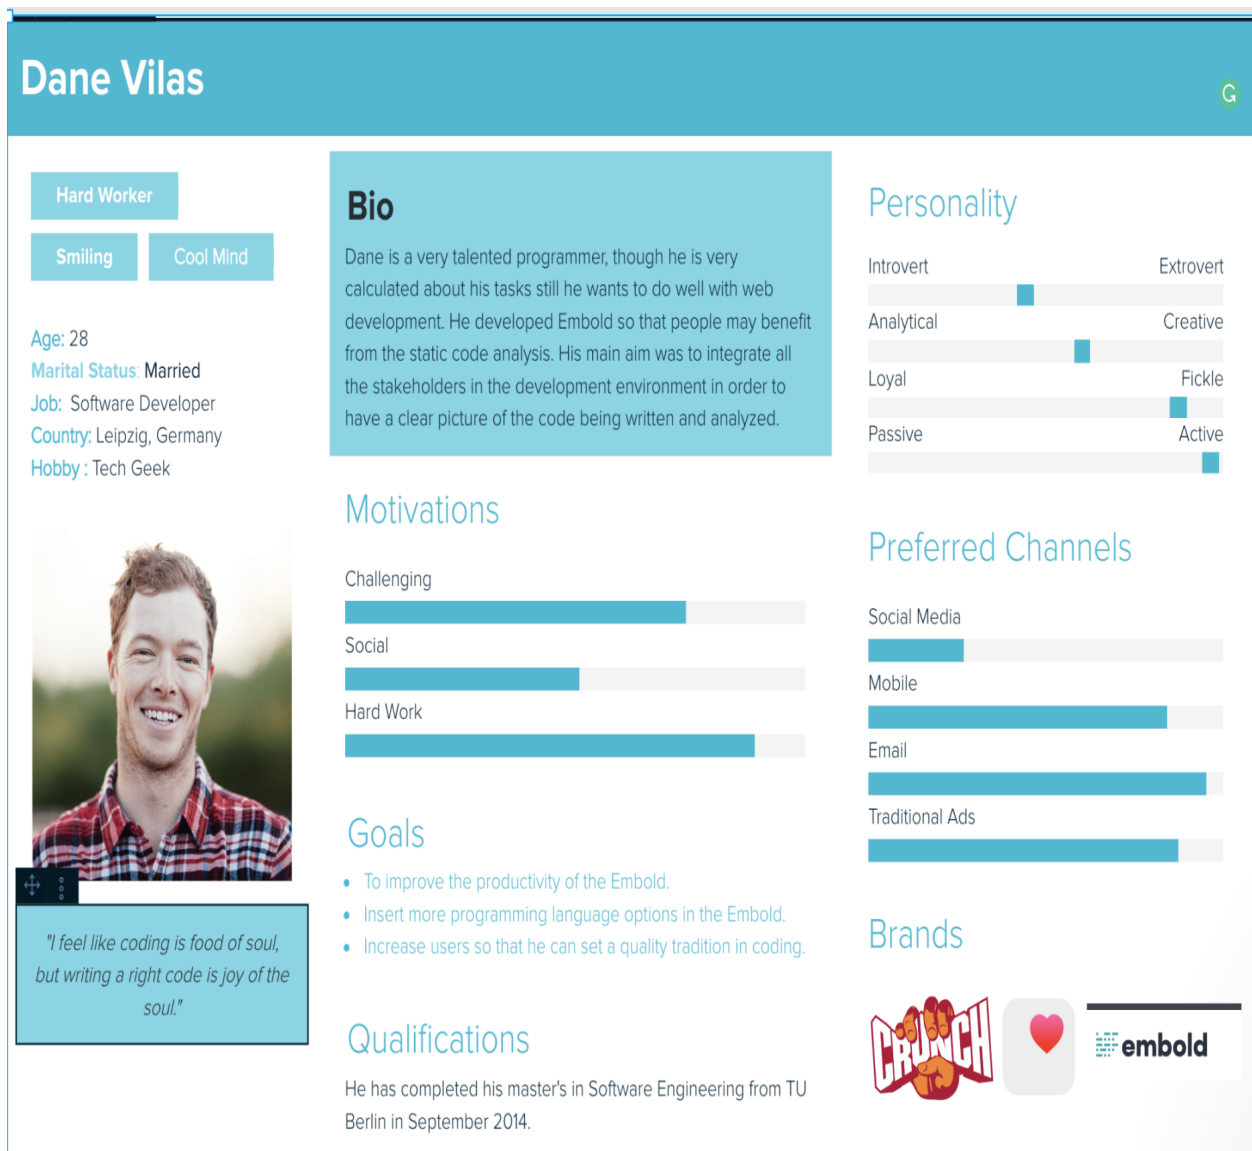 Dane Vilas
G
Hard Worker
Smiling
Cool Mind
Age: 28
Marital Status: Married
Job: Software Developer
Country: Leipzig, Germany
Hobby : Tech Geek
"I feel like coding is food of soul,
but writing a right code is joy of the
soul."
Bio
Dane is a very talented programmer, though he is very
calculated about his tasks still he wants to do well with web
development. He developed Embold so that people may benefit
from the static code analysis. His main aim was to integrate all
the stakeholders in the development environment in order to
have a clear picture of the code being written and analyzed.
Motivations
Challenging
Social
Hard Work
Goals
• To improve the productivity of the Embold.
• Insert more programming language options in the Embold.
• Increase users so that he can set a quality tradition in coding.
Qualifications
He has completed his master's in Software Engineering from TU
Berlin in September 2014.
Personality
Introvert Extrovert
Analytical Creative
Loyal Fickle
Passive Active
Preferred Channels
Social Media
Mobile
Email
Traditional Ads
Brands
CRUNCH
embold